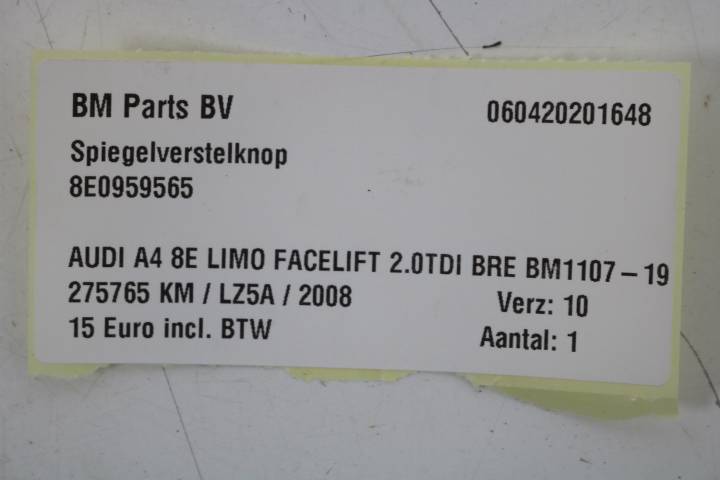 BM Parts BV 060420201648
Spiegelverstelknop
8E0959565
AUDI A4 8E LIMO FACELIFT 2.0TDI BRE BM1107-19
275765 KM / LZ5A / 2008 Verz: 10
15 Euro incl. BTW Aantal: 1